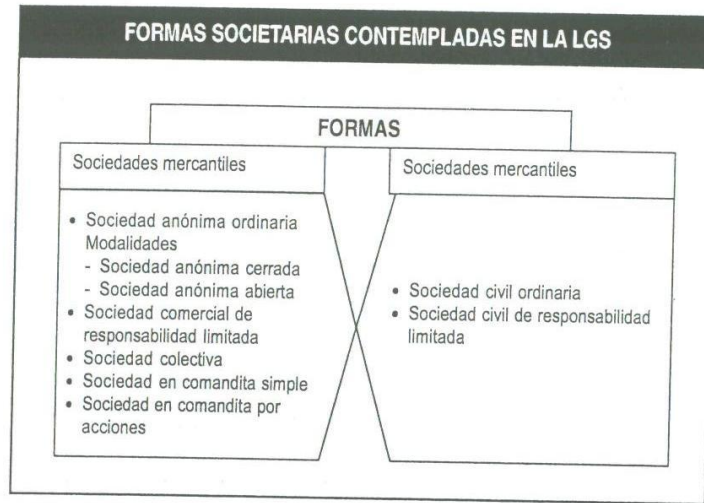 FORMAS SOCIETARIAS CONTEMPLADAS EN LA LGS
FORMAS
Sociedades mercantiles
• Sociedad anónima ordinaria
Modalidades
- Sociedad anónima cerrada
- Sociedad anónima abierta
• Sociedad comercial de
responsabilidad limitada
• Sociedad colectiva
• Sociedad en comandita simple
• Sociedad en comandita por
acciones
Sociedades mercantiles
• Sociedad civil ordinaria
• Sociedad civil de responsabilidad
limitada